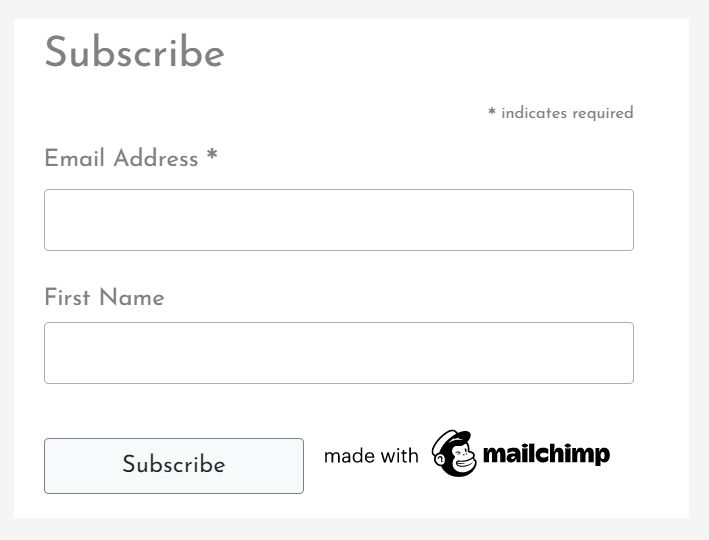 Subscribe
* indicates required
Email Address *
First Name
Subscribe
made with mailchimp